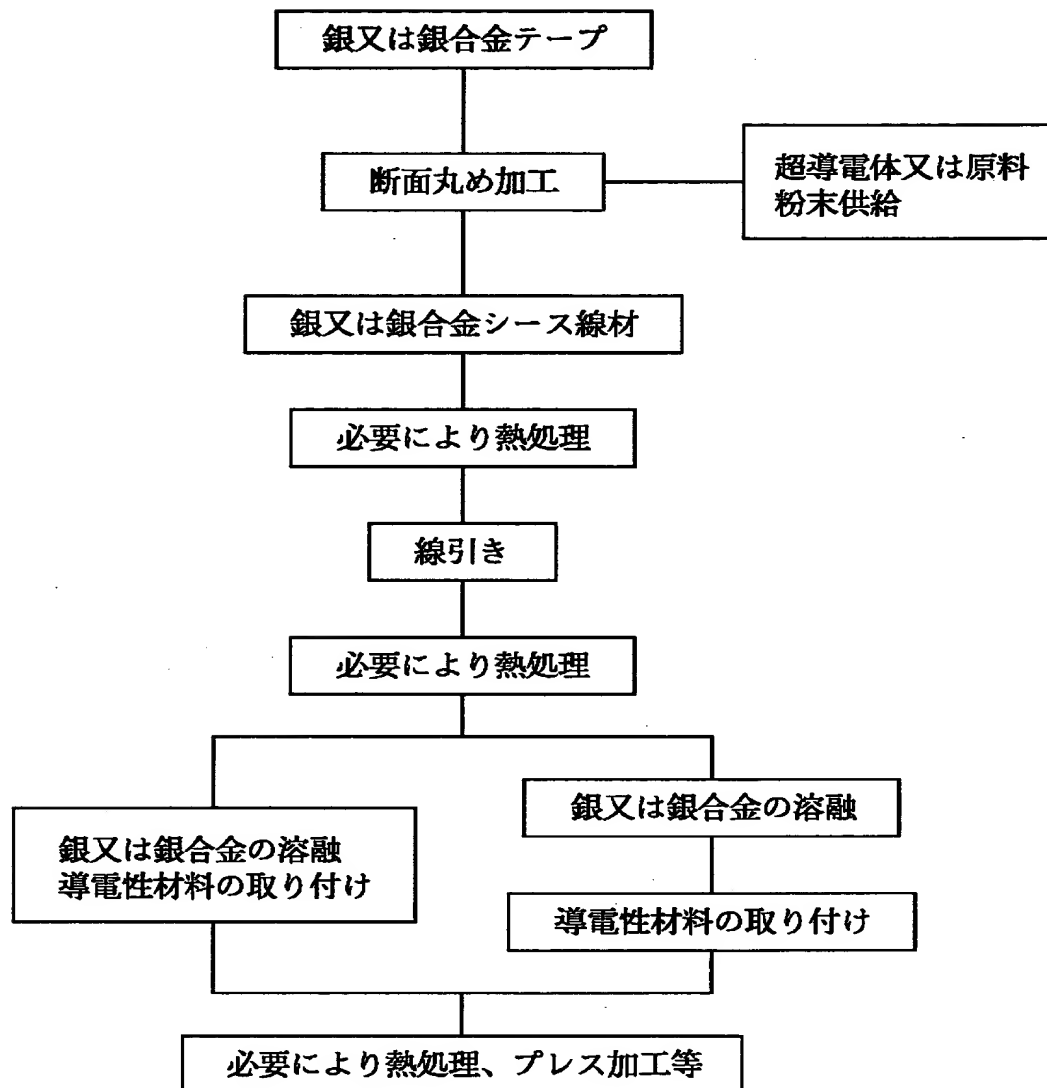 銀又は銀合金テープ
断面丸め加工
超導電体又は原料
粉末供給
銀又は銀合金シース線材
必要により熱処理
線引き
必要により熱処理
銀又は銀合金の溶融
導電性材料の取り付け
銀又は銀合金の溶融
導電性材料の取り付け
必要により熱処理、プレス加工等